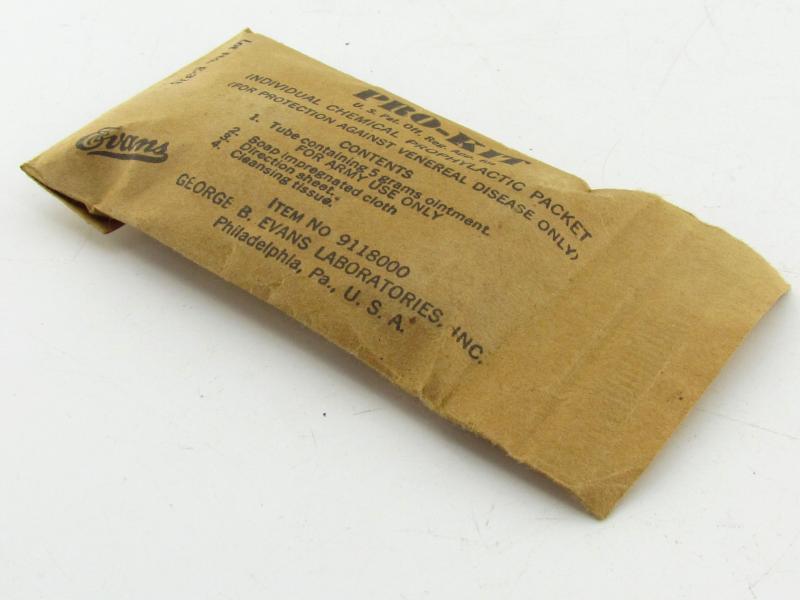 PRO-KIT
U. S. Pat. Off. Reg.
INDIVIDUAL CHEMICAL PROPHYLACTIC PACKET
(FOR PROTECTION AGAINST VENEREAL DISEASE ONLY)
CONTENTS
1. Tube containing 5 grams ointment.
FOR ARMY USE ONLY
2. Soap impregnated cloth
3. Direction sheet.
4. Cleansing tissue.
ITEM No 9118000
GEORGE B. EVANS LABORATORIES, INC.
Philadelphia, Pa., U. S. A.
Evans
Lot No.